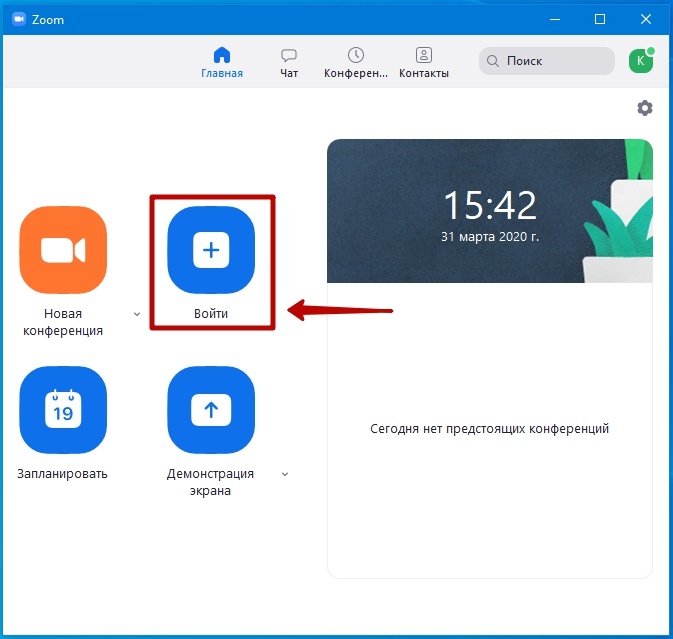 Zoom
Главная
Чат
Конферен...
Контакты
Поиск
K
15:42
31 марта 2020 г.
Новая
конференция
Войти
19
Запланировать
Демонстрация
экрана
Сегодня нет предстоящих конференций